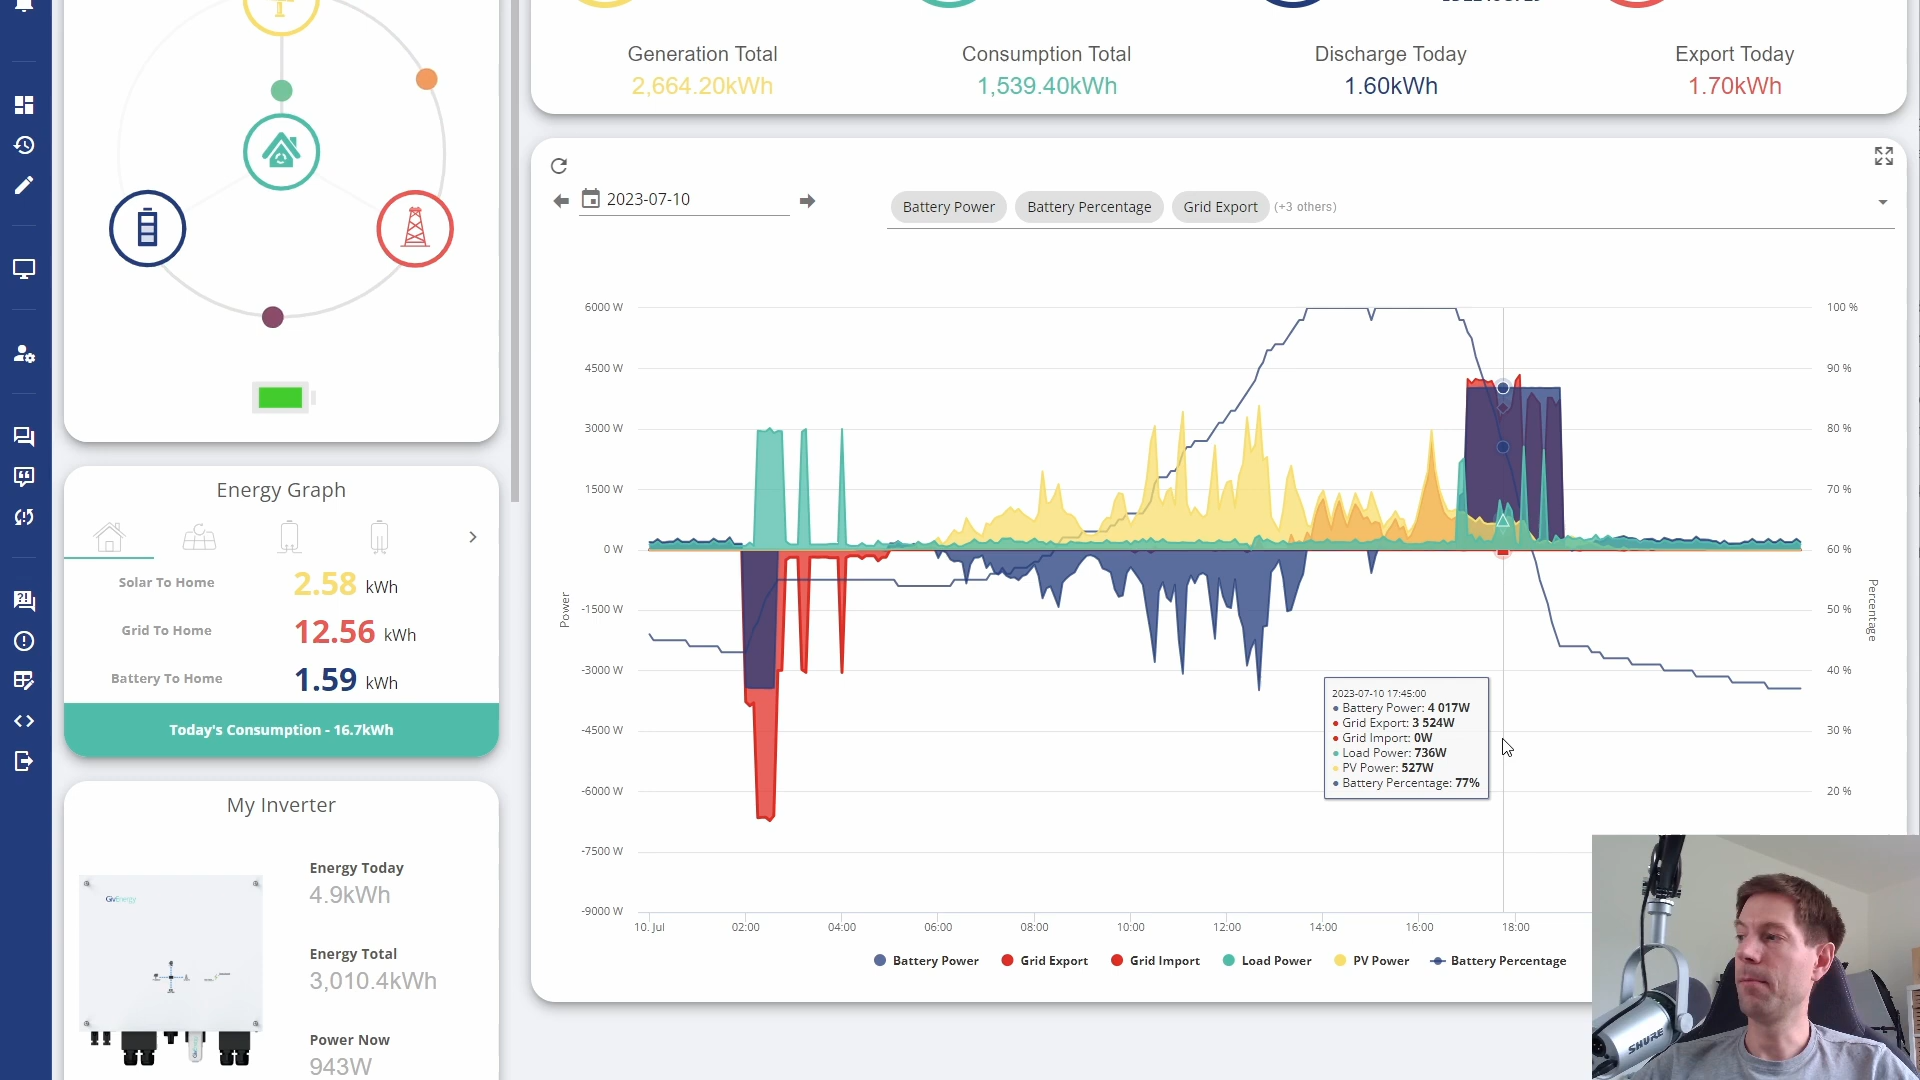 Generation Total
2,664.20kWh
Consumption Total
1,539.40kWh
Discharge Today
1.60kWh
Export Today
1.70kWh
2023-07-10
Battery Power
Battery Percentage
Grid Export
(+3 others)
6000 W
4500 W
3000 W
1500 W
0 W
-1500 W
-3000 W
-4500 W
-6000 W
-7500 W
-9000 W
Power
100 %
90 %
80 %
70 %
60 %
50 %
40 %
30 %
20 %
Percentage
10. Jul
02:00
04:00
06:00
08:00
10:00
12:00
14:00
16:00
18:00
2023-07-10 17:45:00
Battery Power: 4 017W
Grid Export: 3 524W
Grid Import: 0W
Load Power: 736W
PV Power: 527W
Battery Percentage: 77%
Battery Power
Grid Export
Grid Import
Load Power
PV Power
Battery Percentage
Energy Graph
Solar To Home
2.58 kWh
Grid To Home
12.56 kWh
Battery To Home
1.59 kWh
Today's Consumption - 16.7kWh
My Inverter
GivEnergy
Energy Today
4.9kWh
Energy Total
3,010.4kWh
Power Now
943W
SHURE